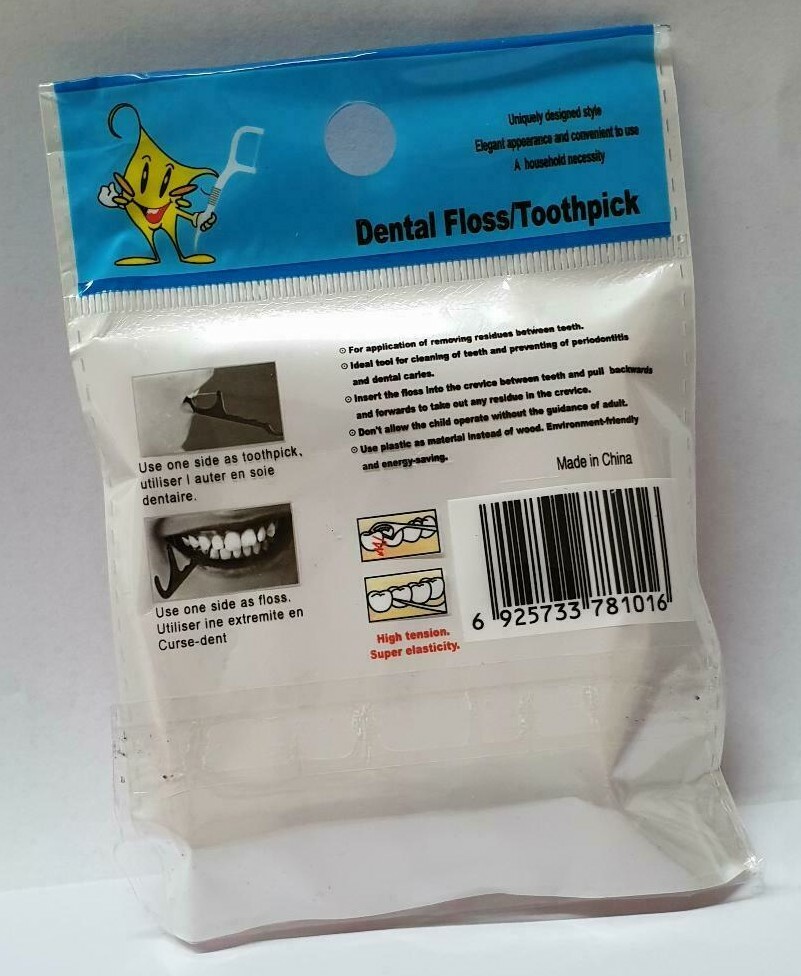 Uniquely designed style
Elegant appeerance and convenient to use
A household necessity
Dental Floss/Toothpick
⊙ For application of removing residues between teeth.
⊙ Ideal tool for cleaning of teeth and preventing of periodontitis
and dental caries.
⊙ Insert the floss into the crevice between teeth and pull backwards
and forwards to take out any residue in the crevice.
⊙ Don't allow the child operate without the guidance of adult.
⊙ Use plastic as material instead of wood. Environment-friendly
and energy-saving.
Made in China
Use one side as toothpick,
utiliser l auter en soie
dentaire.
Use one side as floss.
Utiliser ine extremite en
Curse-dent
High tension.
Super elasticity.
6 925733 781016